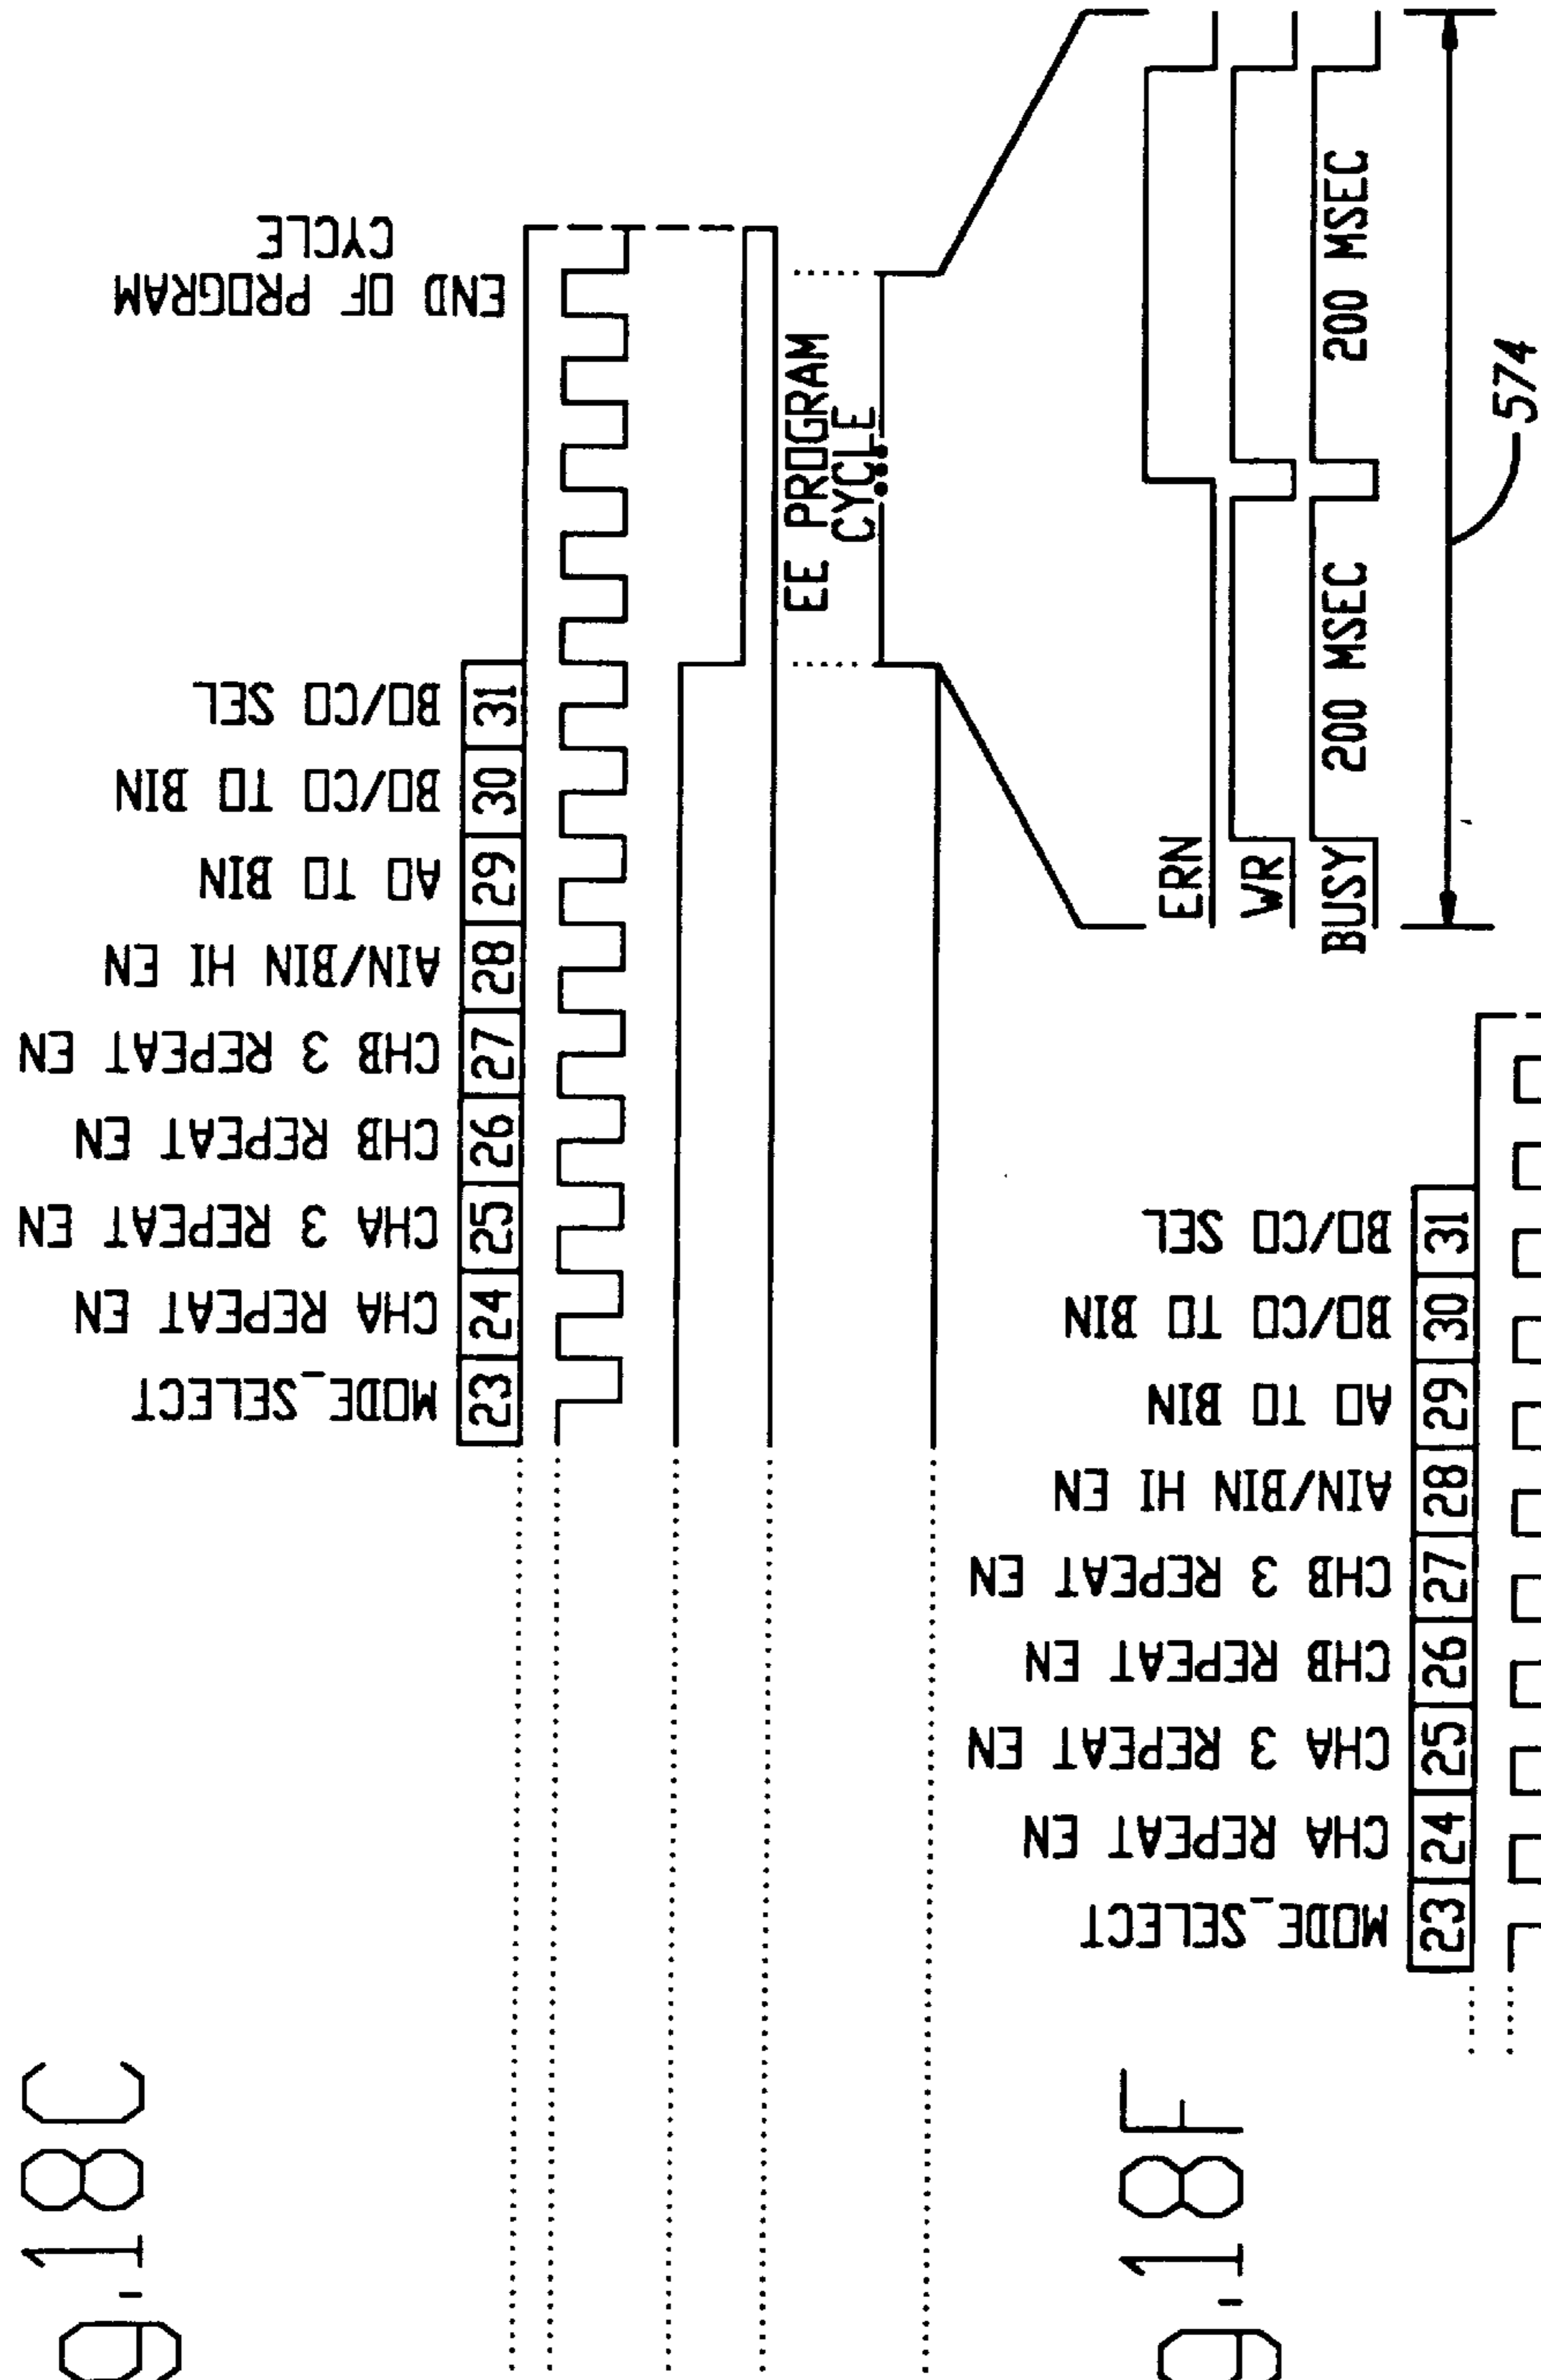 g.18C
MODE_SELECT
CHA REPEAT EN
CHA 3 REPEAT EN
CHB REPEAT EN
CHB 3 REPEAT EN
AIN/BIN HI EN
AO TO BIN
BO/CO TO BIN
BO/CO SEL
END OF PROGRAM
CYCLE
23 24 25 26 27 28 29 30 31
EE PROGRAM
CYCLE
ERN
WR
BUSY 200 MSEC 200 MSEC
574
g.18F
MODE_SELECT
CHA REPEAT EN
CHA 3 REPEAT EN
CHB REPEAT EN
CHB 3 REPEAT EN
AIN/BIN HI EN
AO TO BIN
BO/CO TO BIN
BO/CO SEL
23 24 25 26 27 28 29 30 31